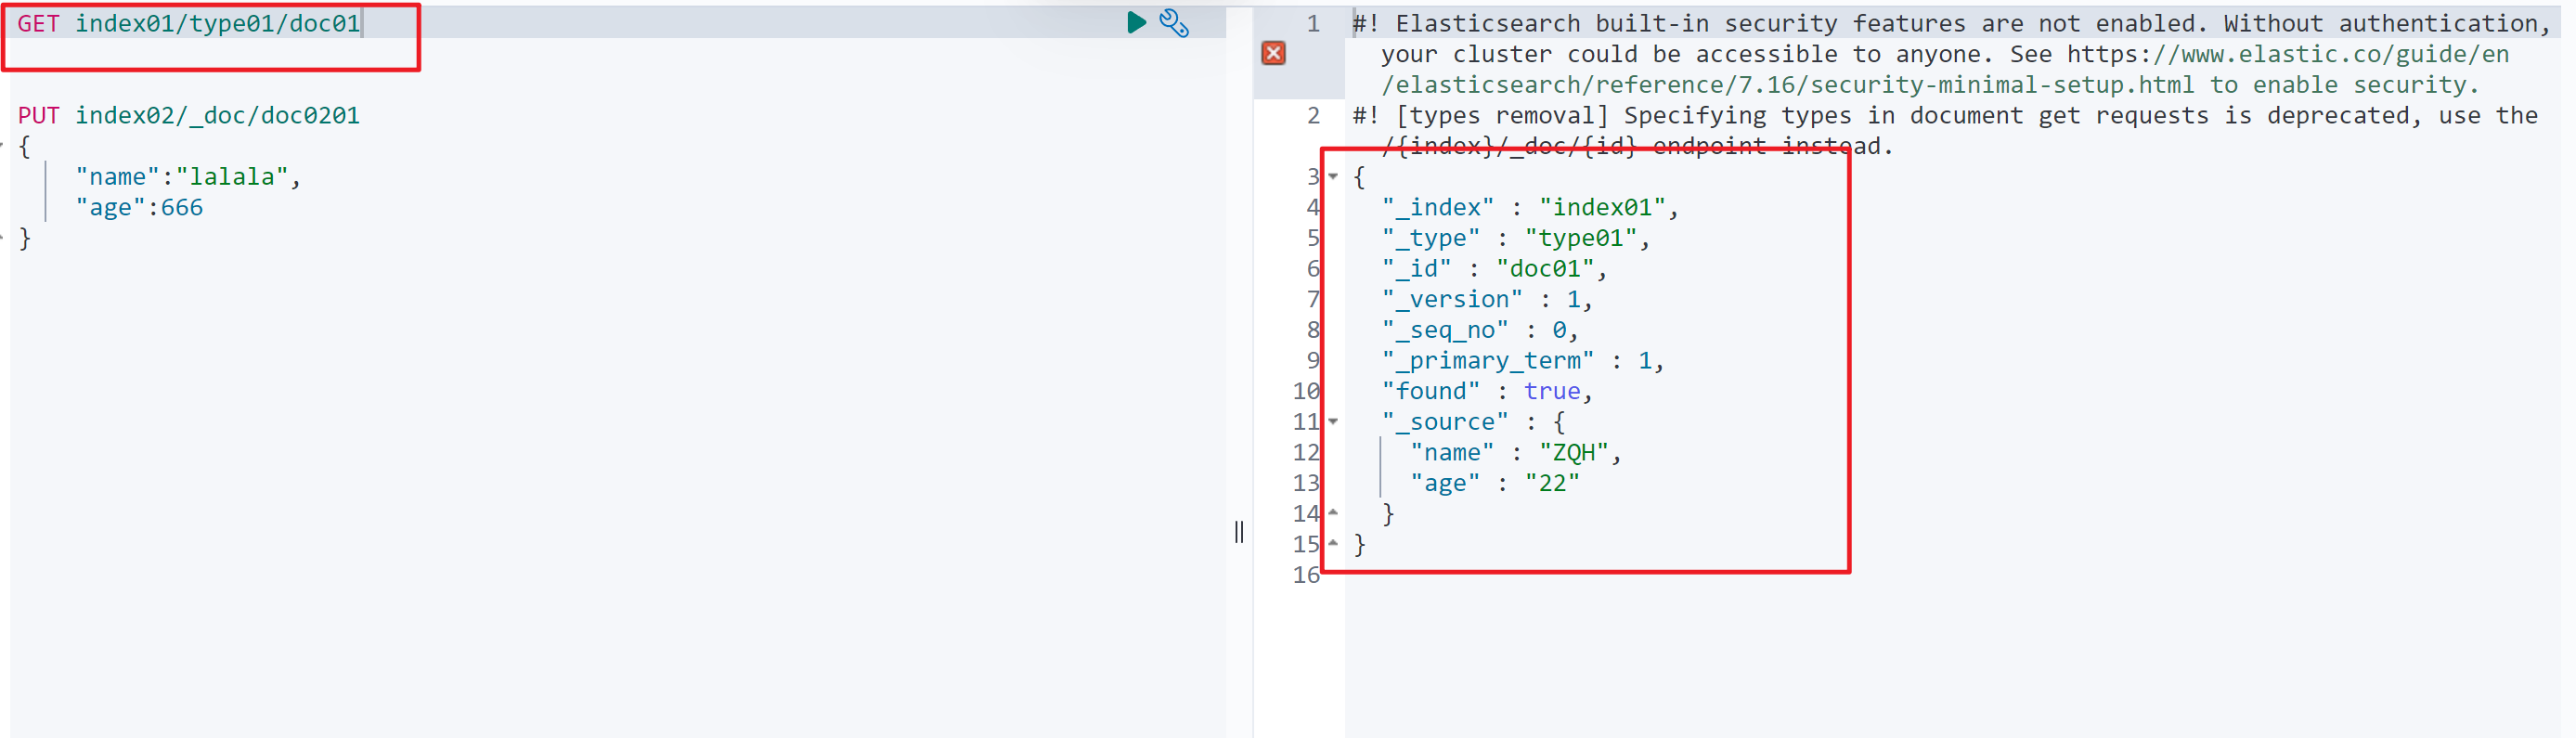 GET index01/type01/doc01
PUT index02/_doc/doc0201
{
"name":"lalala",
"age":666
}
1 #! Elasticsearch built-in security features are not enabled. Without authentication,
your cluster could be accessible to anyone. See https://www.elastic.co/guide/en
/elasticsearch/reference/7.16/security-minimal-setup.html to enable security.
2 #! [types removal] Specifying types in document get requests is deprecated, use the
/{index}/_doc/{id} endpoint instead.
3 {
4 "_index" : "index01",
5 "_type" : "type01",
6 "_id" : "doc01",
7 "_version" : 1,
8 "_seq_no" : 0,
9 "_primary_term" : 1,
10 "found" : true,
11 "_source" : {
12 "name" : "ZQH",
13 "age" : "22"
14 }
15 }
16